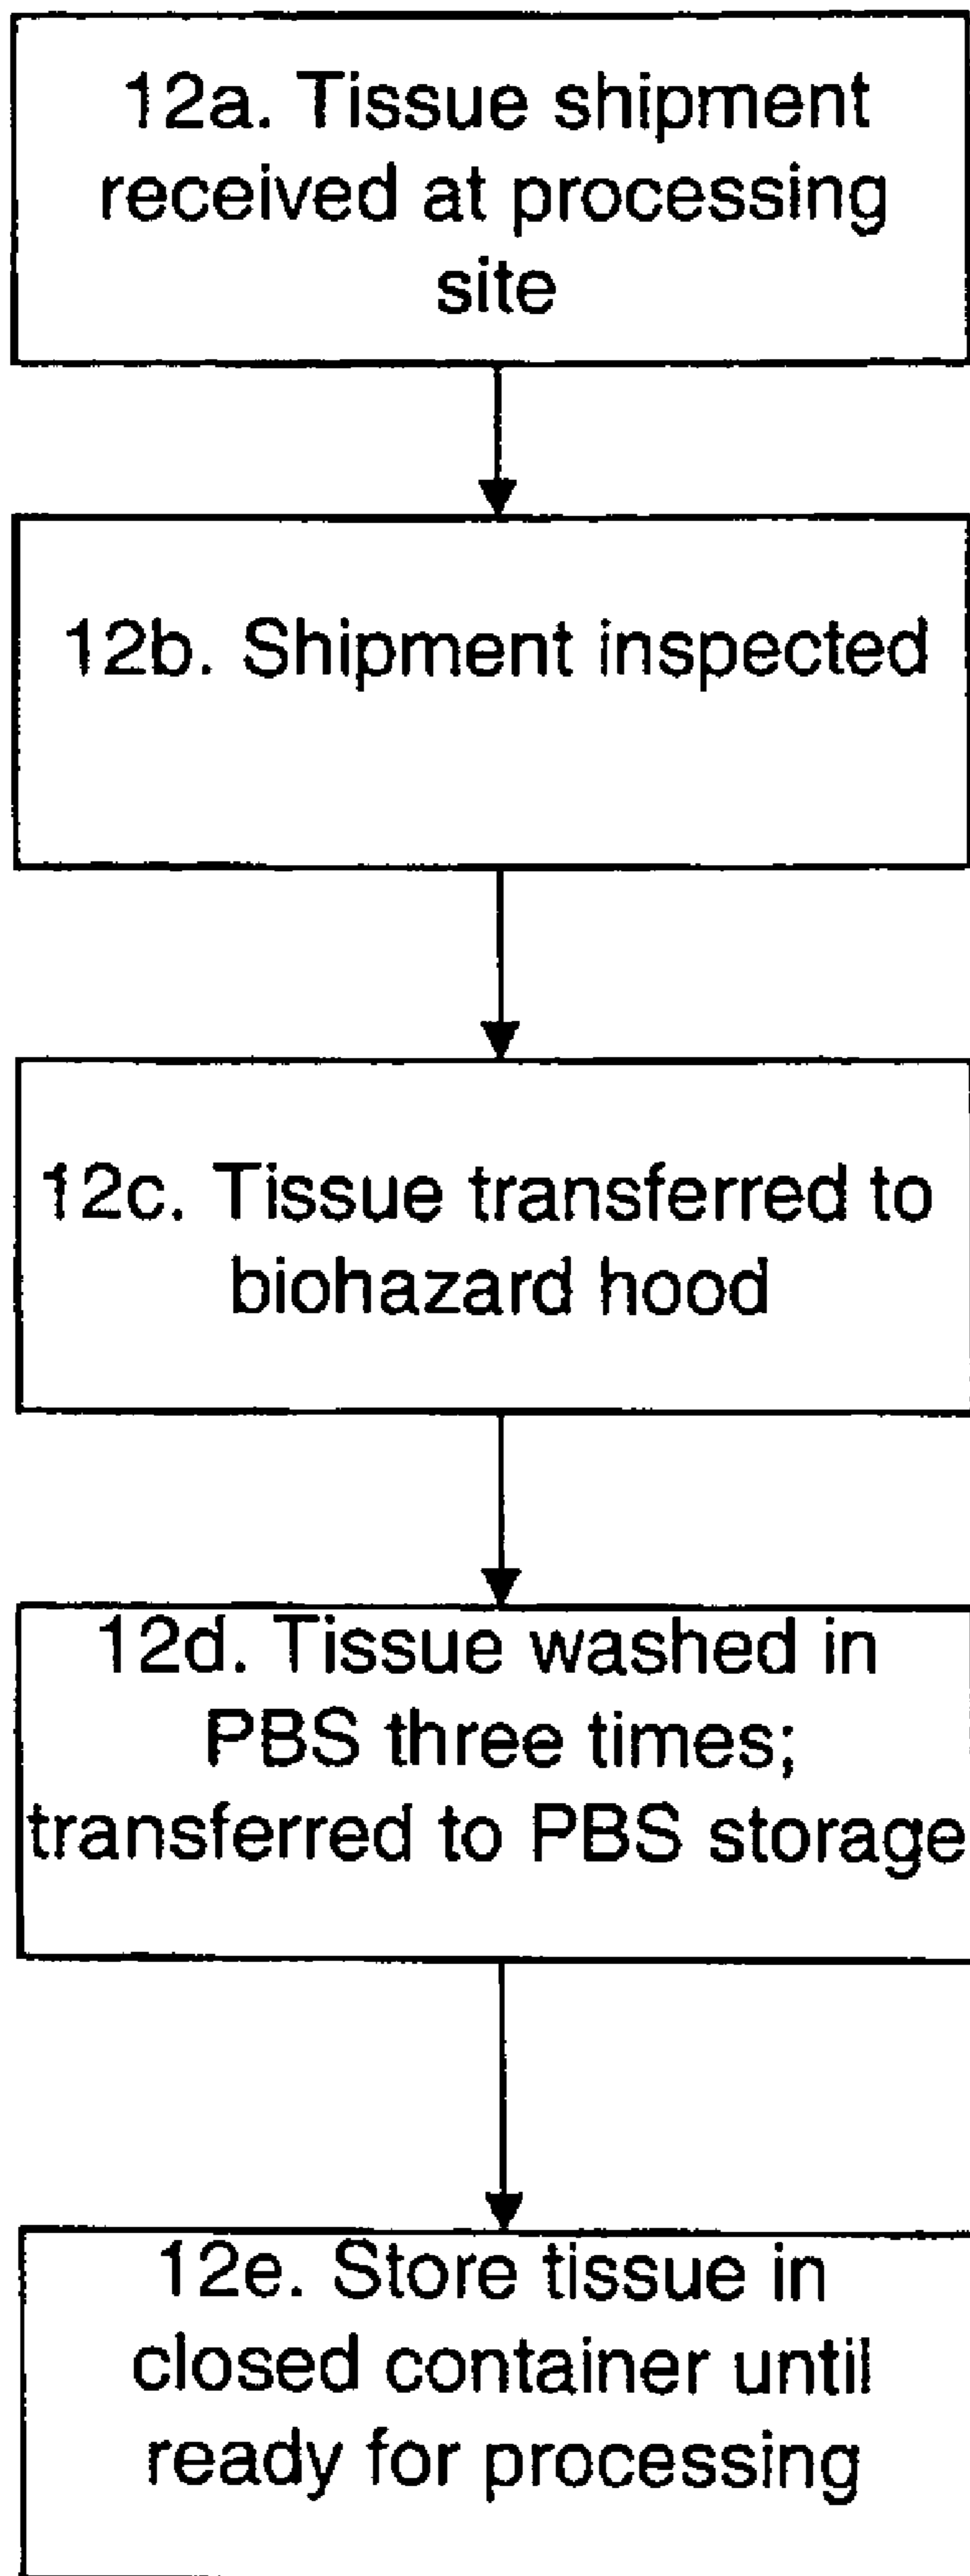 12a. Tissue shipment
received at processing
site
12b. Shipment inspected
12c. Tissue transferred to
biohazard hood
12d. Tissue washed in
PBS three times;
transferred to PBS storage
12e. Store tissue in
closed container until
ready for processing